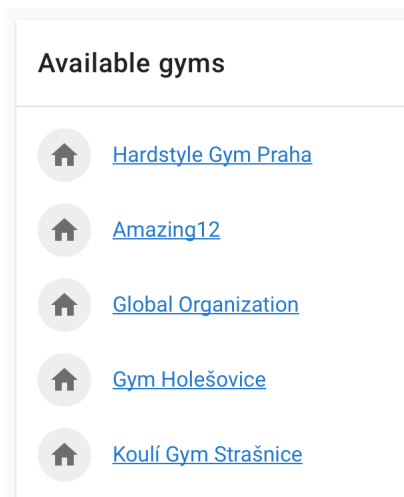 Available gyms
Hardstyle Gym Praha
Amazing12
Global Organization
Gym Holešovice
Koulí Gym Strašnice